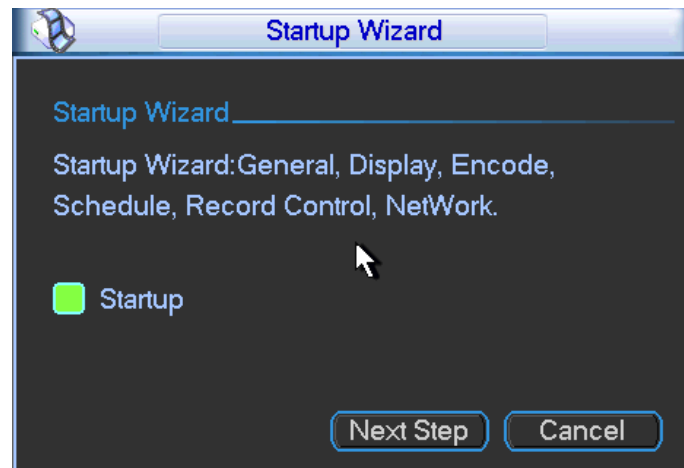 Startup Wizard
Startup Wizard
Startup Wizard:General, Display, Encode,
Schedule, Record Control, NetWork.
Startup
Next Step
Cancel